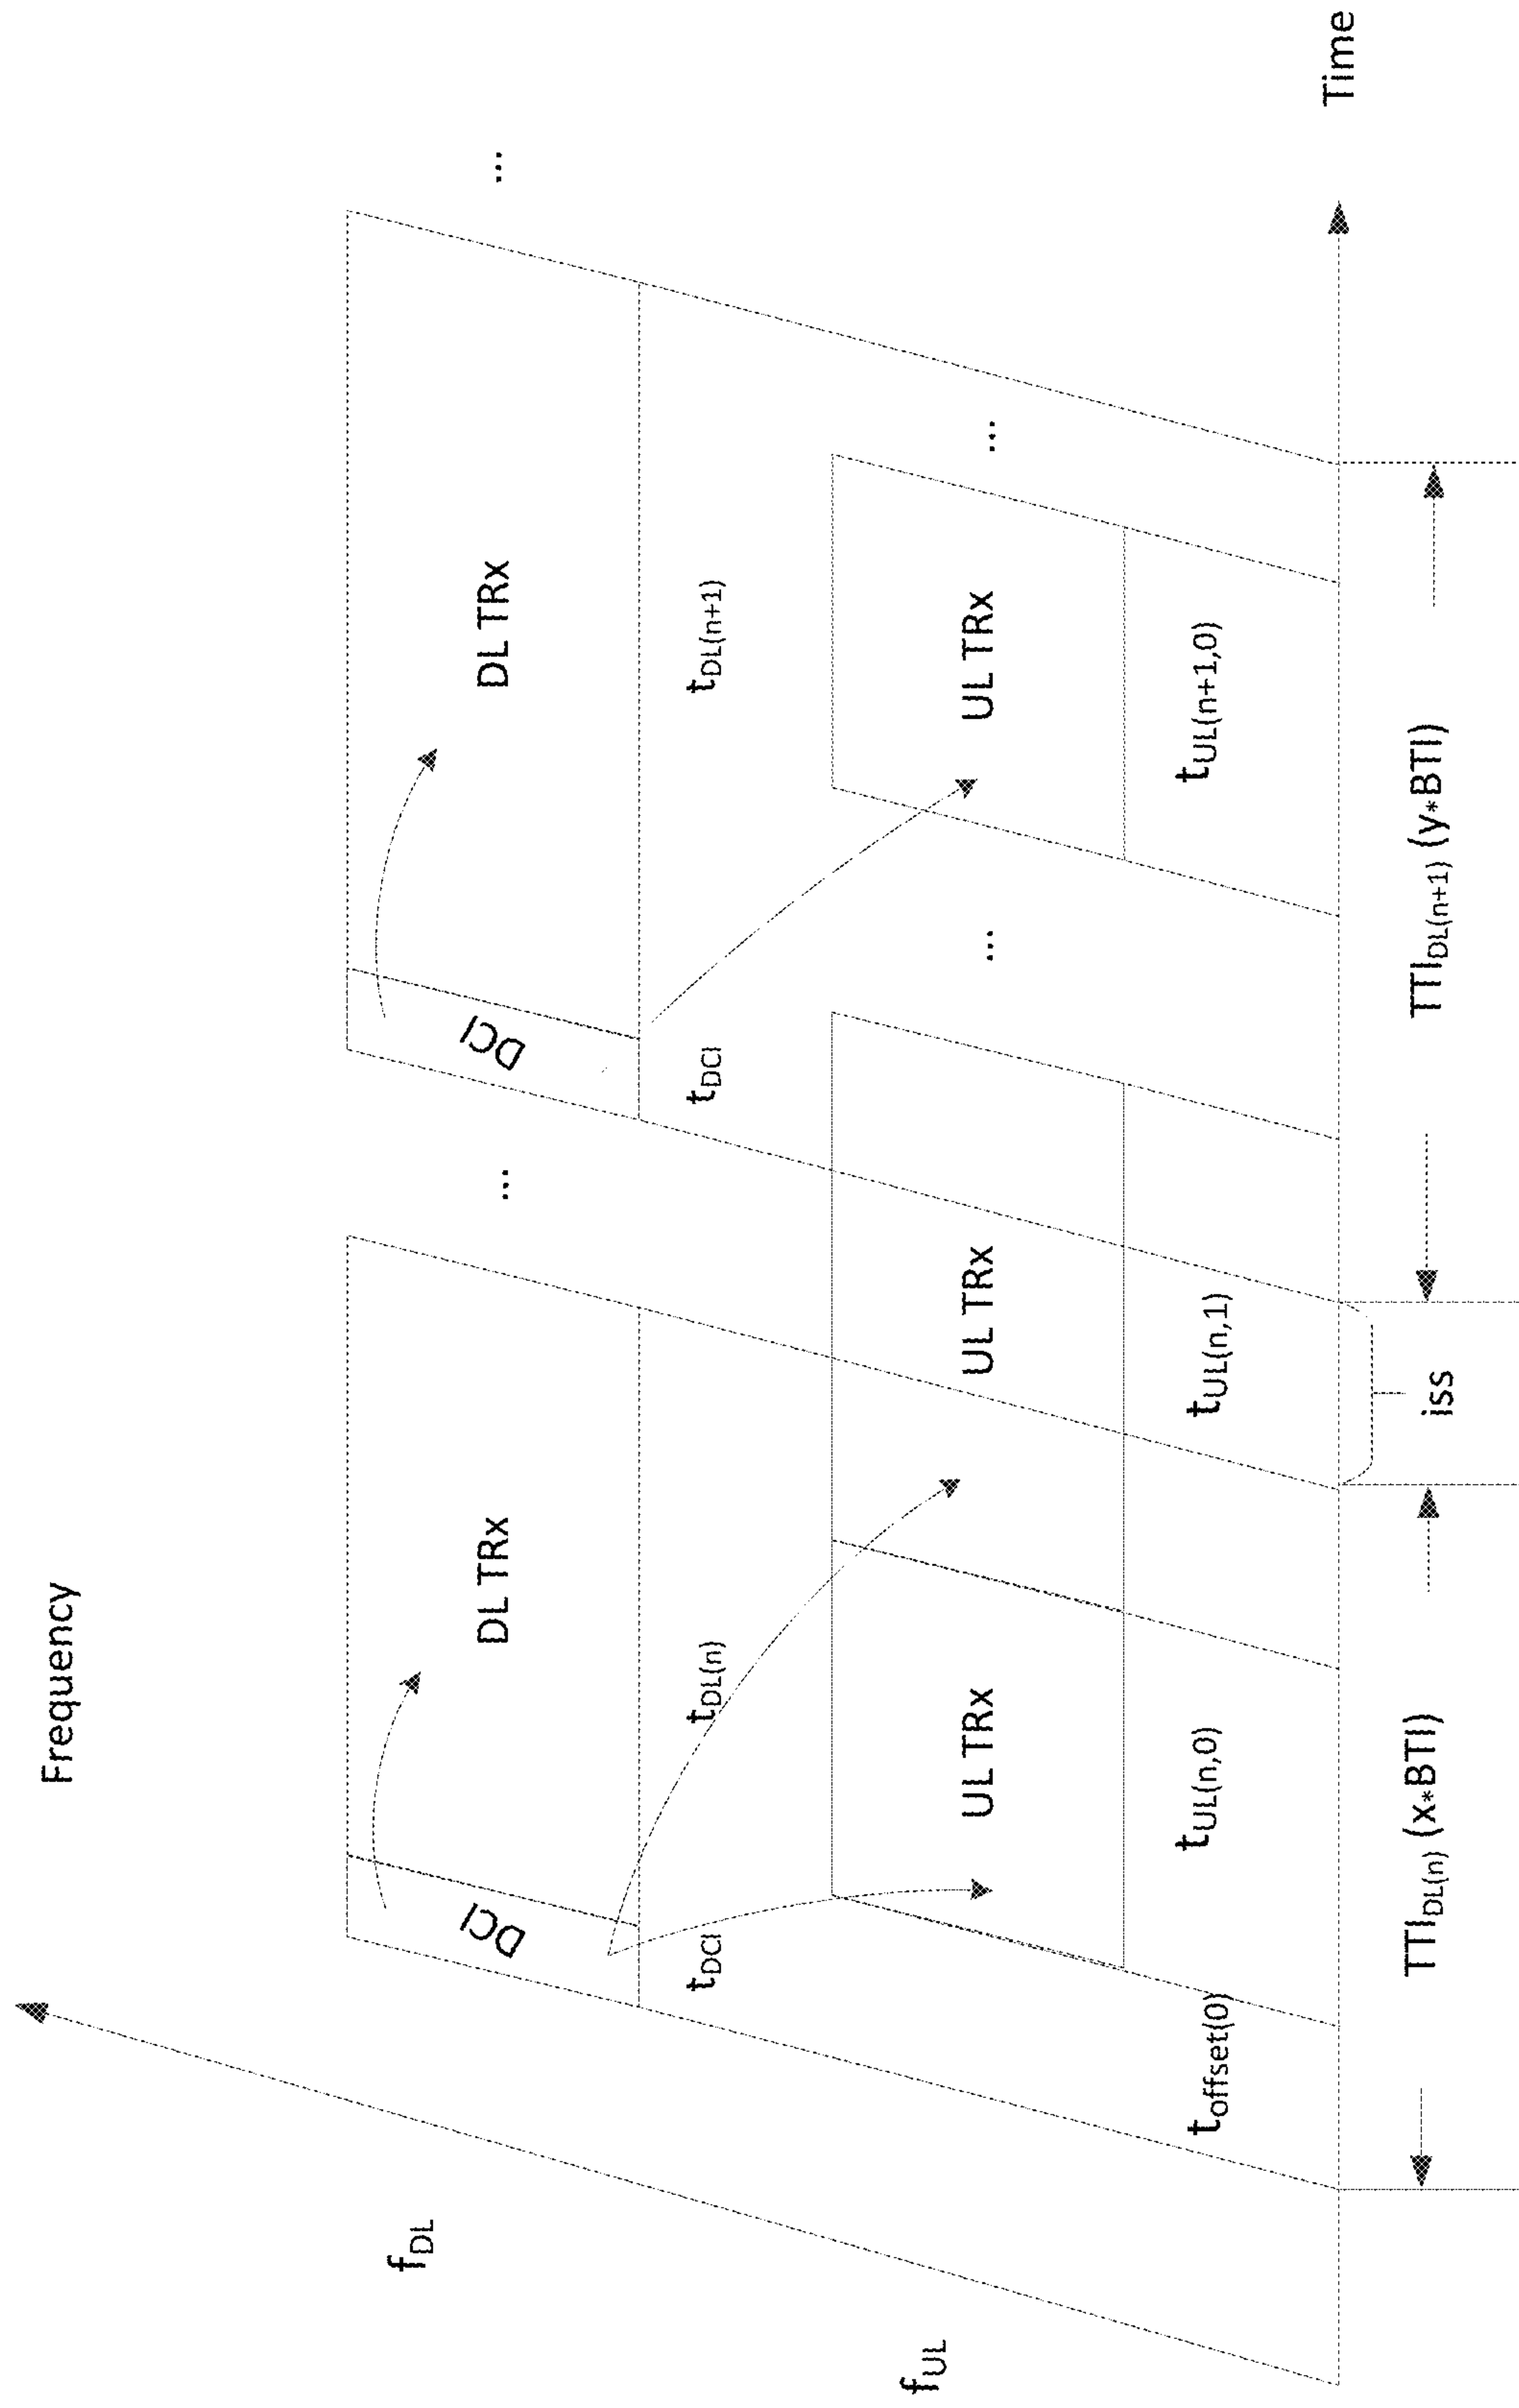 Frequency
f_DL
DCI
DL TRx
...
DCI
DL TRx
...
t_DCI
t_DL(n)
t_DCI
t_DL(n+1)
f_UL
UL TRx
UL TRx
...
UL TRx
...
t_offset(0)
t_UL(n,0)
t_UL(n,1)
t_UL(n+1,0)
Time
TTI_DL(n) (x*BTI)
iss
TTI_DL(n+1) (y*BTI)